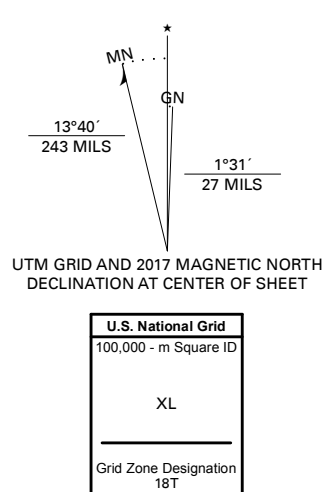 ★
MN
GN
13°40´
243 MILS
1°31´
27 MILS
UTM GRID AND 2017 MAGNETIC NORTH
DECLINATION AT CENTER OF SHEET
U.S. National Grid
100,000 - m Square ID
XL
Grid Zone Designation
18T